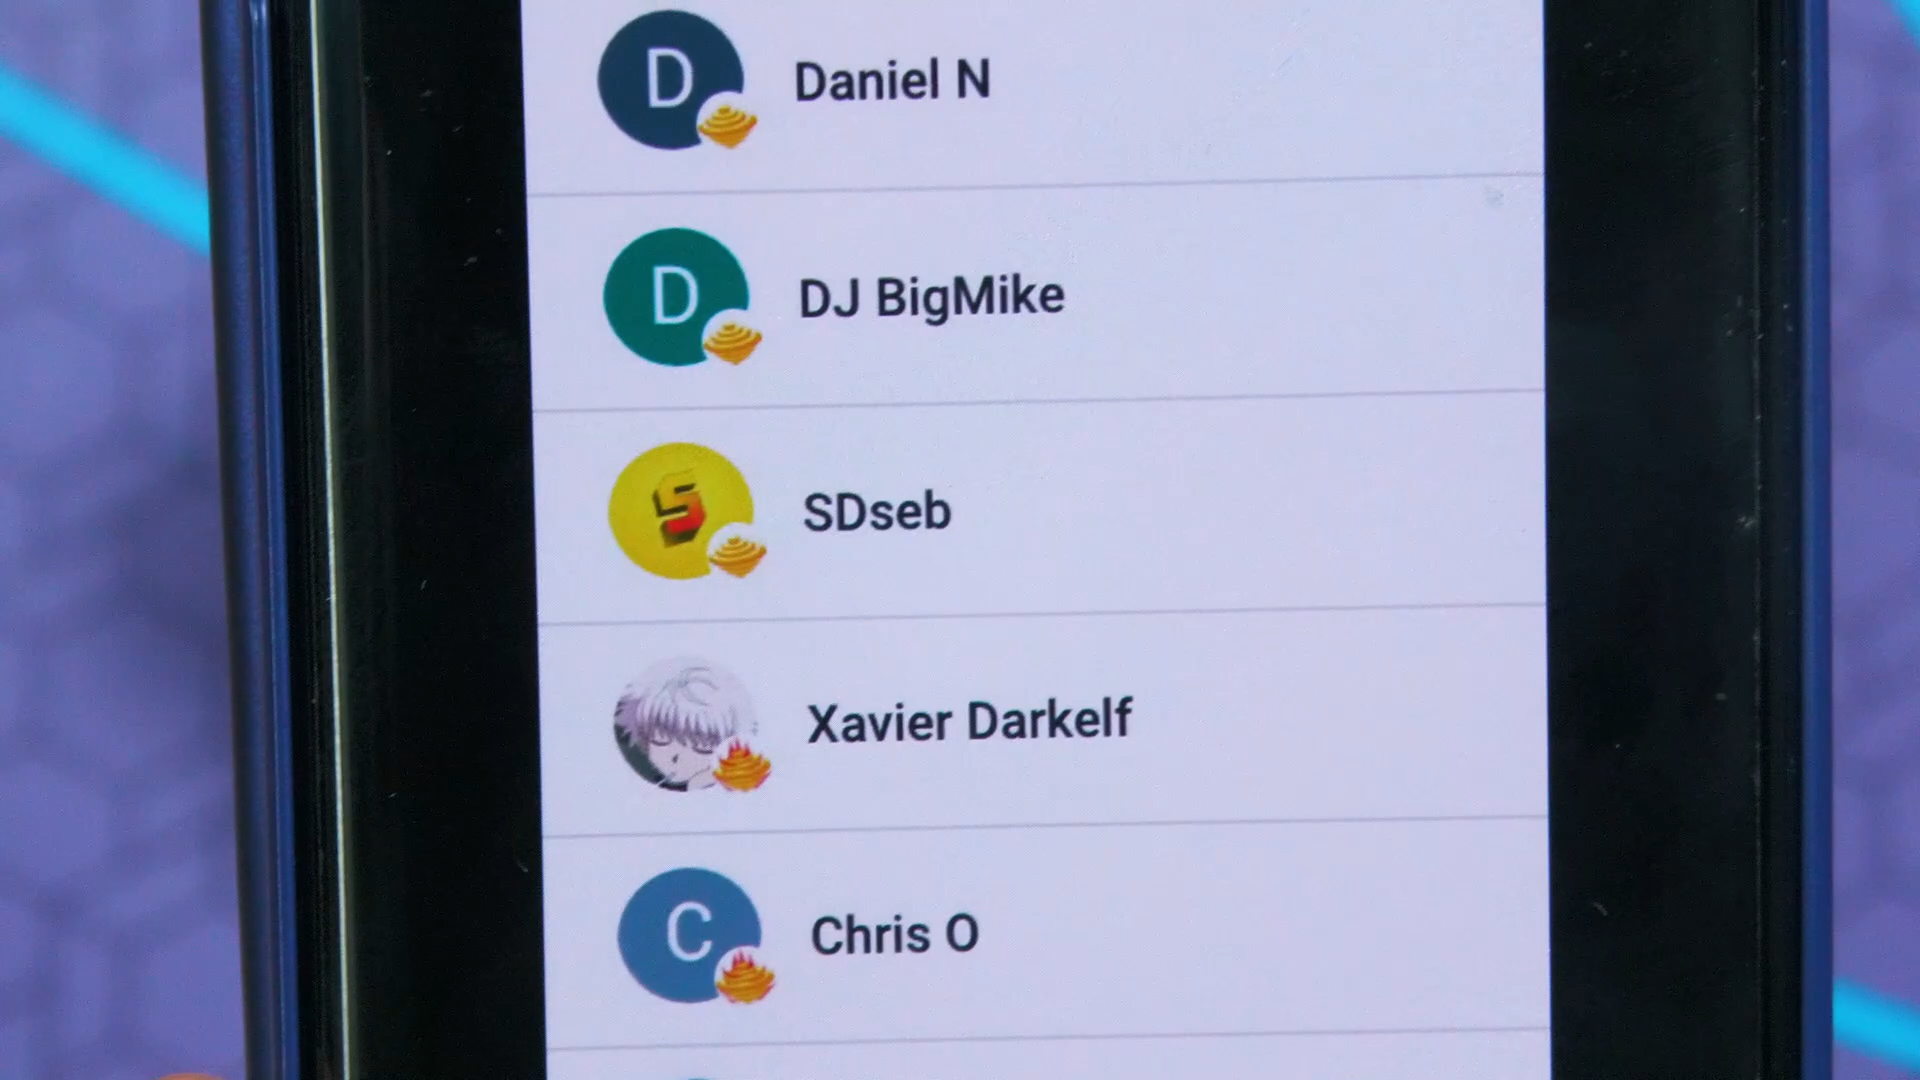 D Daniel N
D DJ BigMike
S SDseb
Xavier Darkelf
C Chris O